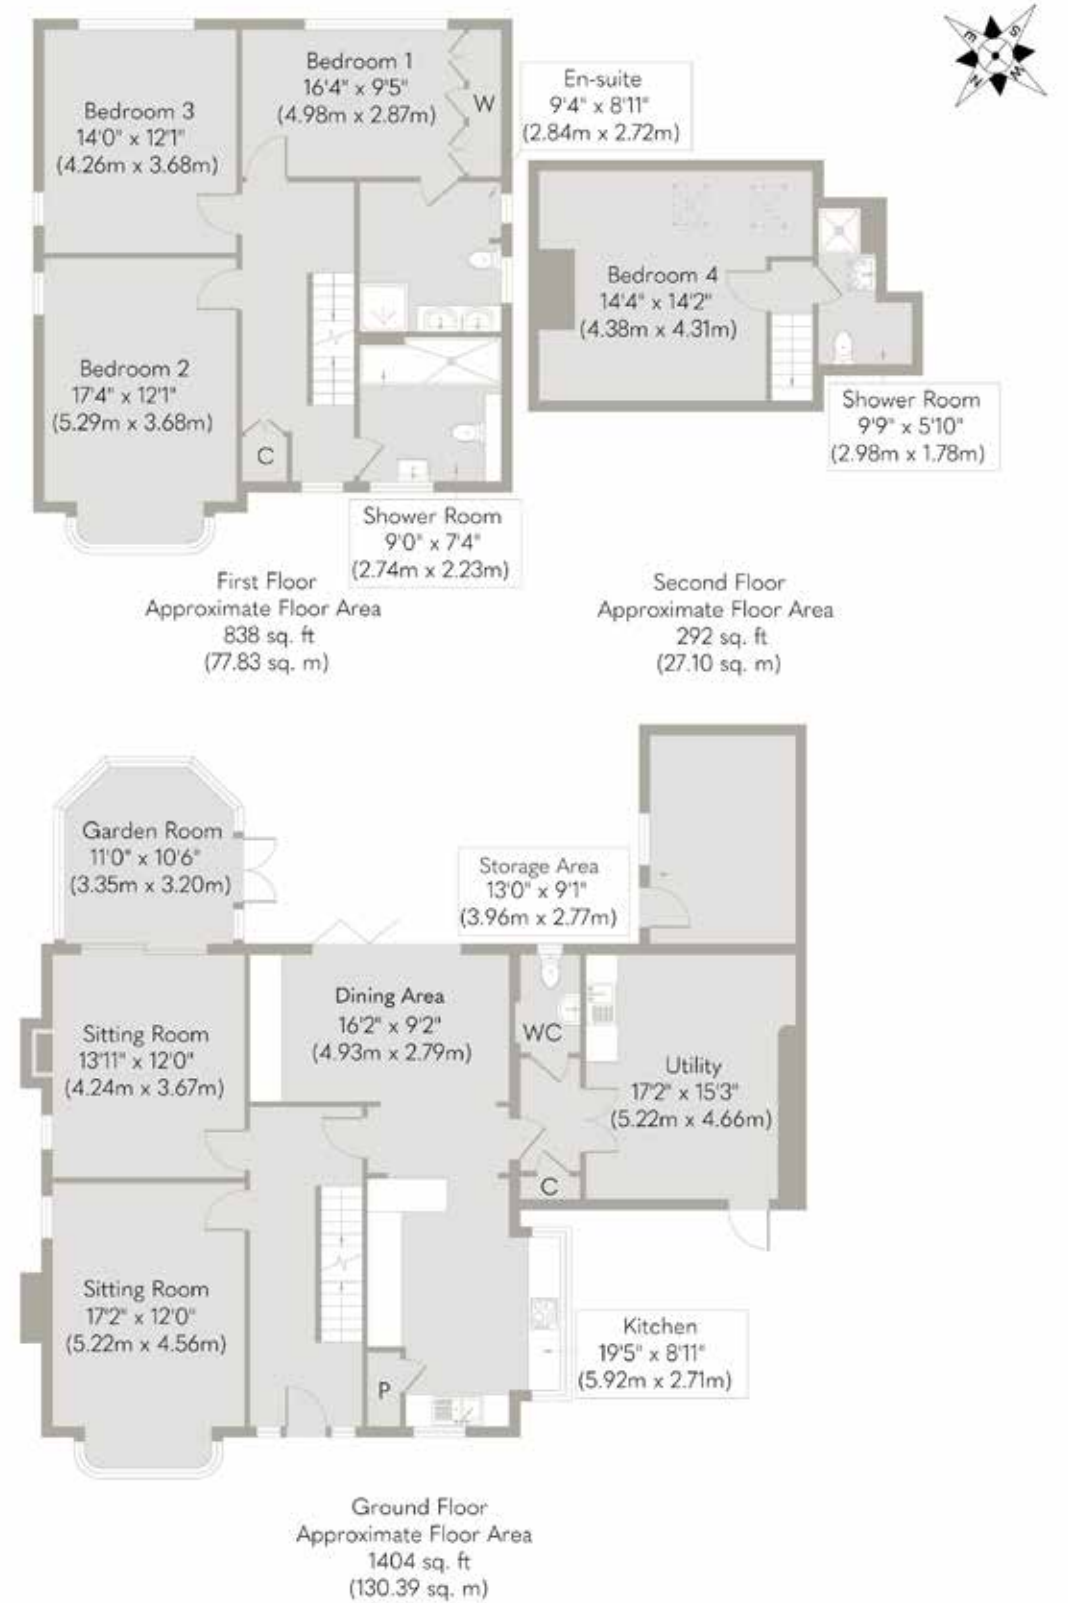 Bedroom 3
14'0" x 12'1"
(4.26m x 3.68m)
Bedroom 1
16'4" x 9'5"
(4.98m x 2.87m)
W
En-suite
9'4" x 8'11"
(2.84m x 2.72m)
E
S
N
W
Bedroom 2
17'4" x 12'1"
(5.29m x 3.68m)
C
Shower Room
9'0" x 7'4"
(2.74m x 2.23m)
Bedroom 4
14'4" x 14'2"
(4.38m x 4.31m)
Shower Room
9'9" x 5'10"
(2.98m x 1.78m)
First Floor
Approximate Floor Area
838 sq. ft
(77.83 sq. m)
Second Floor
Approximate Floor Area
292 sq. ft
(27.10 sq. m)
Garden Room
11'0" x 10'6"
(3.35m x 3.20m)
Storage Area
13'0" x 9'1"
(3.96m x 2.77m)
Sitting Room
13'11" x 12'0"
(4.24m x 3.67m)
Dining Area
16'2" x 9'2"
(4.93m x 2.79m)
WC
Utility
17'2" x 15'3"
(5.22m x 4.66m)
C
Sitting Room
17'2" x 12'0"
(5.22m x 4.56m)
P
Kitchen
19'5" x 8'11"
(5.92m x 2.71m)
Ground Floor
Approximate Floor Area
1404 sq. ft
(130.39 sq. m)